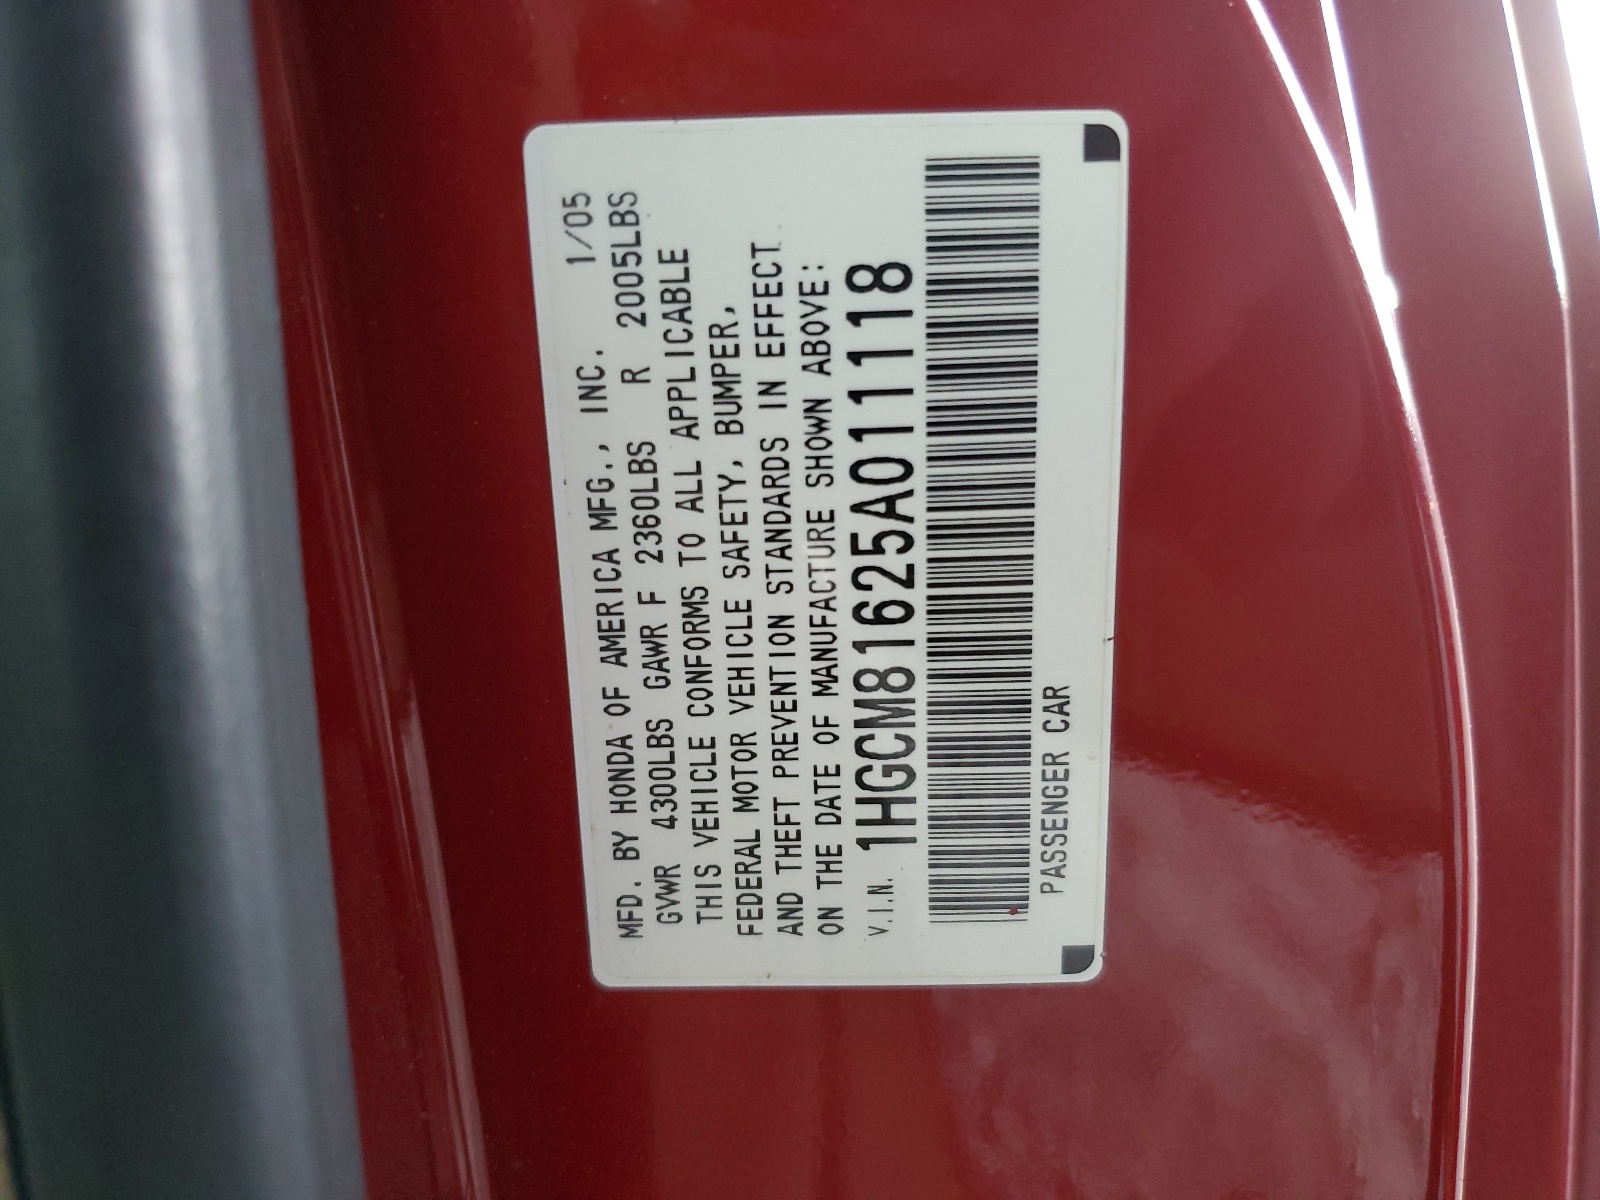 MFD. BY HONDA OF AMERICA MFG., INC. 1/05
GVWR 4300LBS GAWR F 2360LBS R 2005LBS
THIS VEHICLE CONFORMS TO ALL APPLICABLE
FEDERAL MOTOR VEHICLE SAFETY, BUMPER,
AND THEFT PREVENTION STANDARDS IN EFFECT
ON THE DATE OF MANUFACTURE SHOWN ABOVE:
V.I.N. 1HGCM81625A011118
PASSENGER CAR